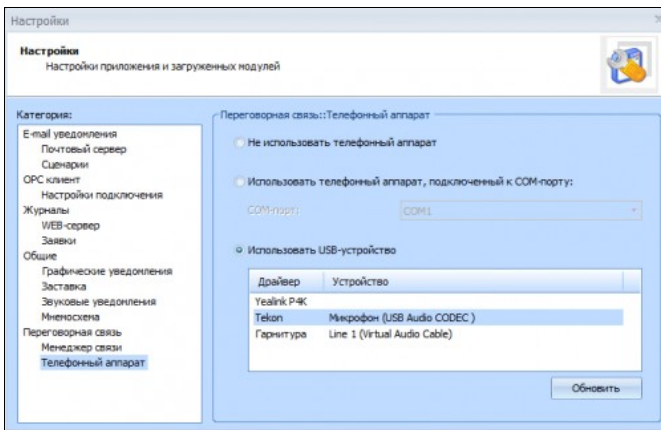 Настройки
Настройки
Настройки приложения и загруженных модулей
Категория:
E-mail уведомления
Почтовый сервер
Сценарии
OPC клиент
Настройки подключения
Журналы
WEB-сервер
Заявки
Общие
Графические уведомления
Заставка
Звуковые уведомления
Мнемосхема
Переговорная связь
Менеджер связи
Телефонный аппарат
Переговорная связь::Телефонный аппарат
Не использовать телефонный аппарат
Использовать телефонный аппарат, подключенный к COM-порту:
COM-порт: COM1
Использовать USB-устройство
Драйвер Устройство
Yealink P4K
Tekon Микрофон (USB Audio CODEC )
Гарнитура Line 1 (Virtual Audio Cable)
Обновить